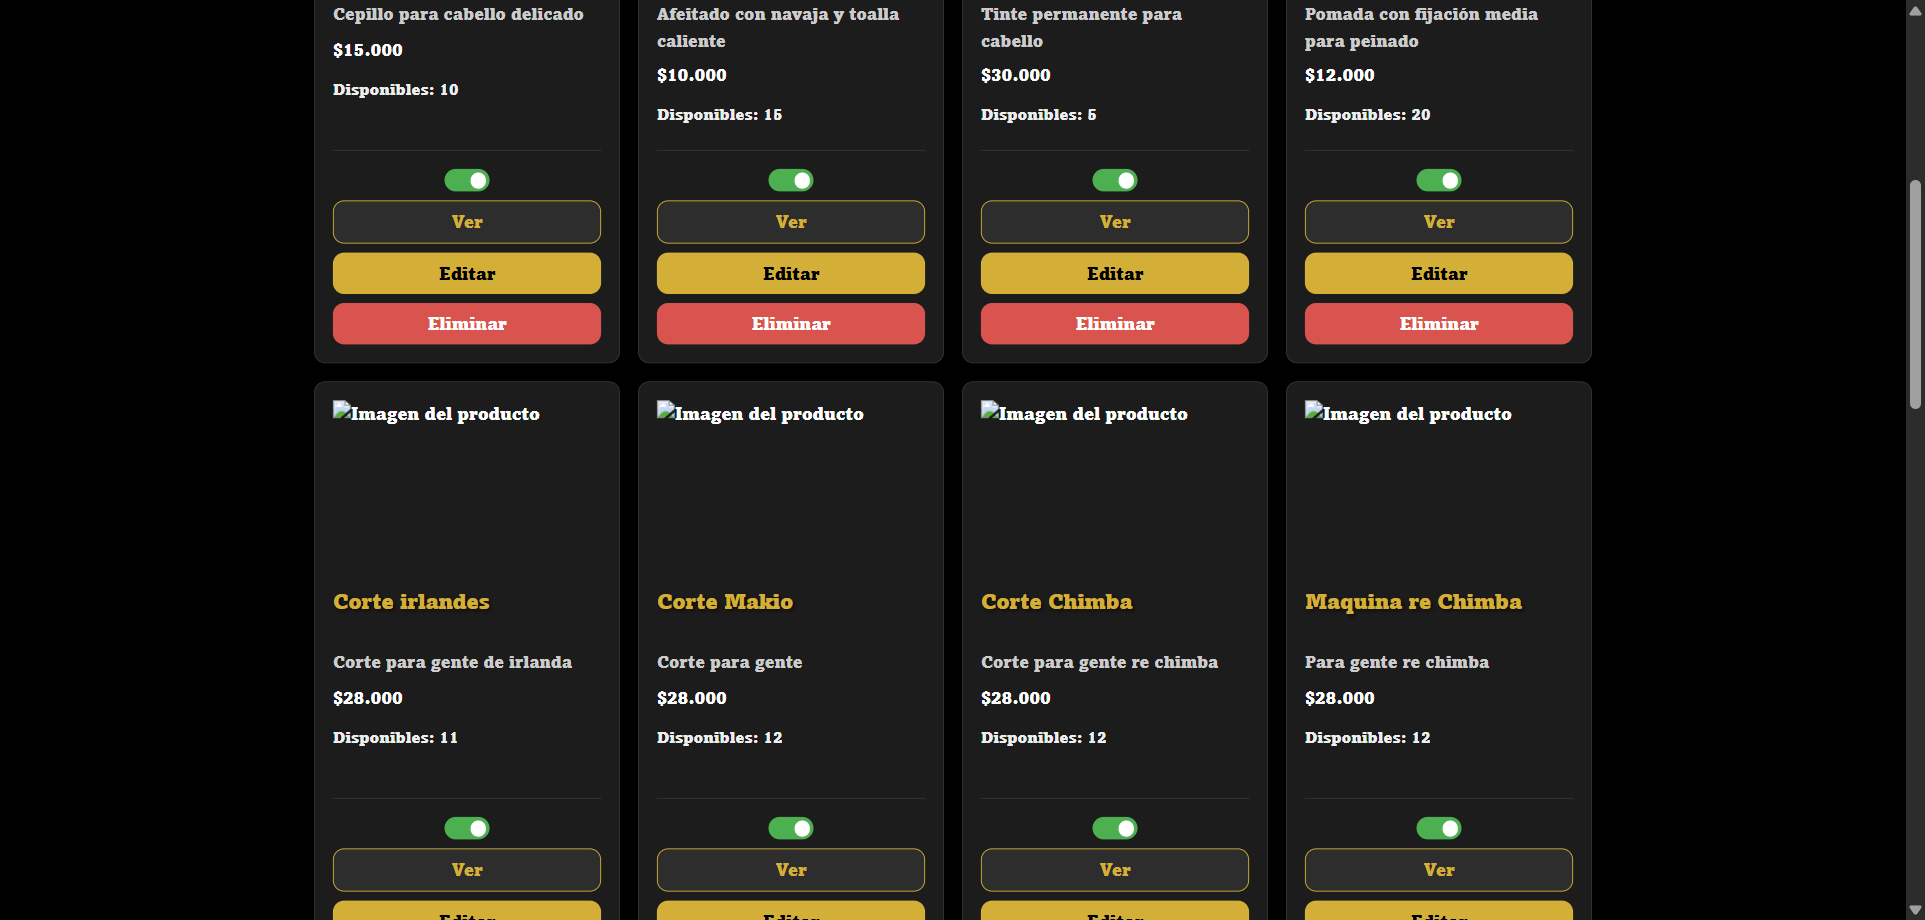 Cepillo para cabello delicado
$15.000
Disponibles: 10
Ver
Editar
Eliminar
Afeitado con navaja y toalla
caliente
$10.000
Disponibles: 15
Ver
Editar
Eliminar
Tinte permanente para
cabello
$30.000
Disponibles: 5
Ver
Editar
Eliminar
Pomada con fijación media
para peinado
$12.000
Disponibles: 20
Ver
Editar
Eliminar
Imagen del producto
Corte irlandes
Corte para gente de irlanda
$28.000
Disponibles: 11
Ver
Editar
Imagen del producto
Corte Makio
Corte para gente
$28.000
Disponibles: 12
Ver
Editar
Imagen del producto
Corte Chimba
Corte para gente re chimba
$28.000
Disponibles: 12
Ver
Editar
Imagen del producto
Maquina re Chimba
Para gente re chimba
$28.000
Disponibles: 12
Ver
Editar